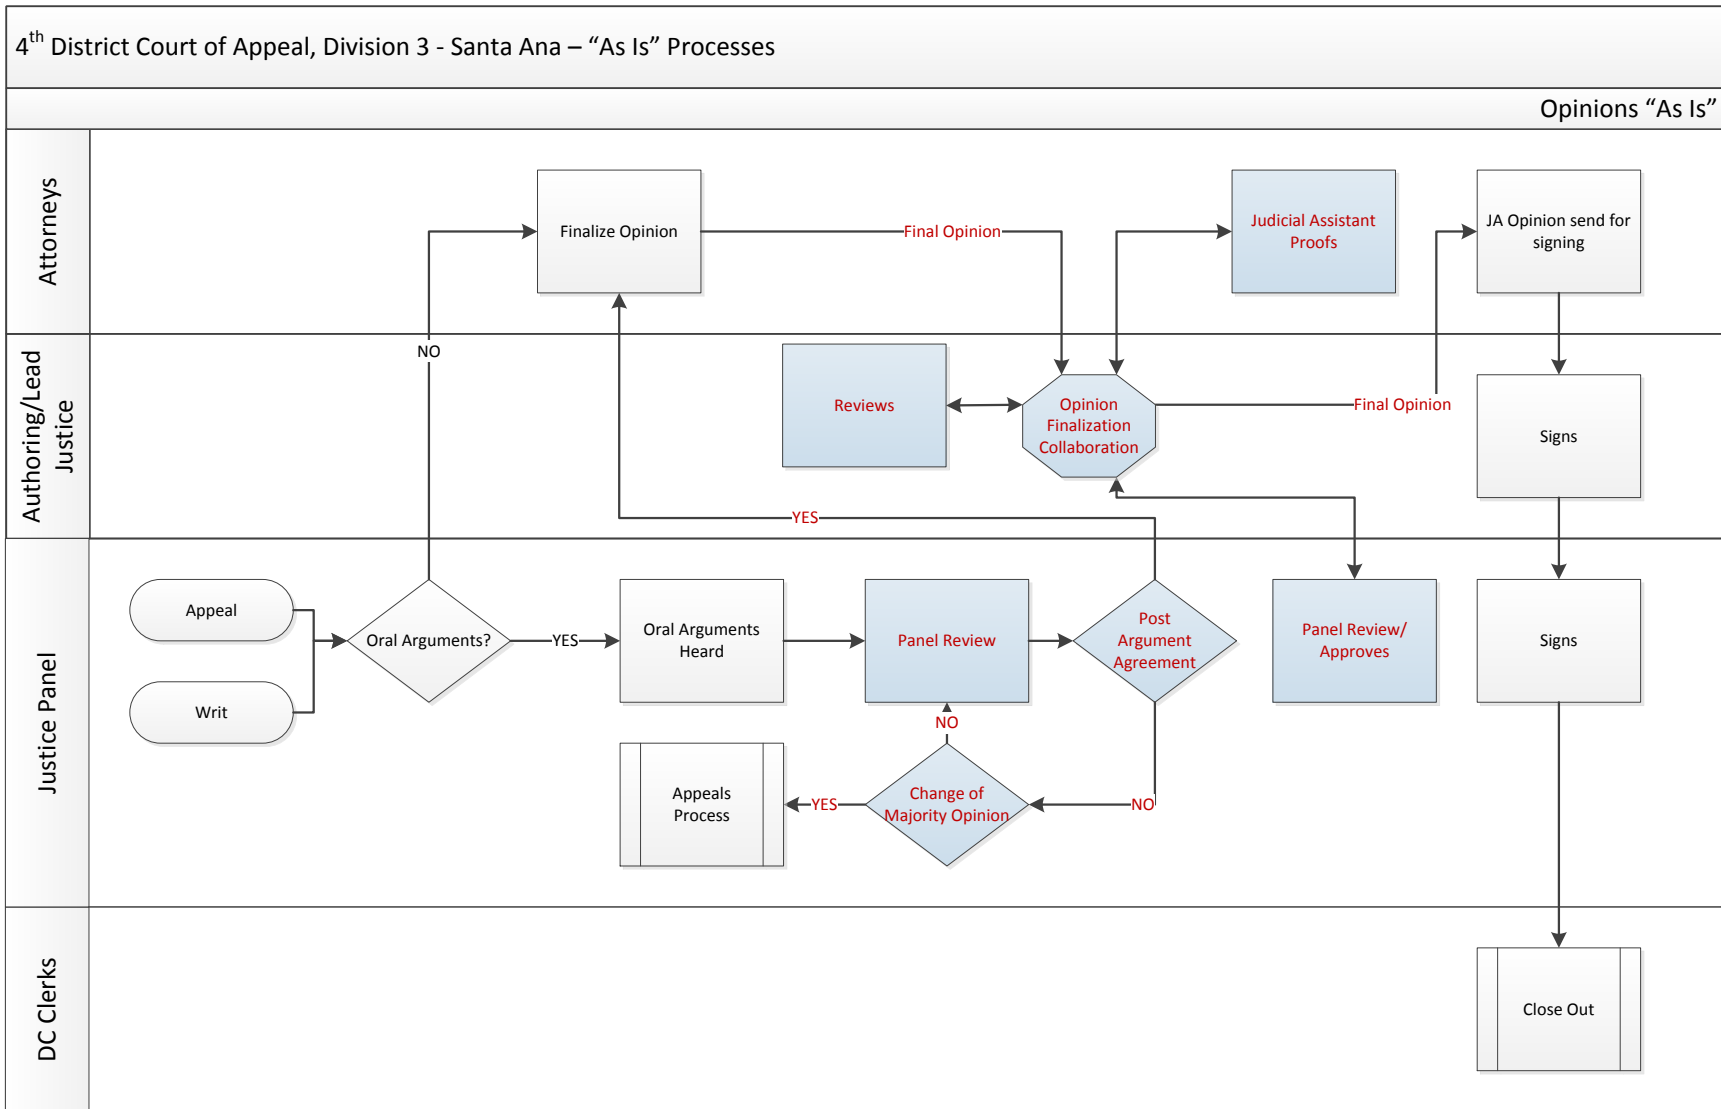 4th District Court of Appeal, Division 3 - Santa Ana – “As Is” Processes
Opinions “As Is”
Attorneys
Finalize Opinion
Final Opinion
Judicial Assistant
Proofs
JA Opinion send for
signing
Authoring/Lead
Justice
NO
Reviews
Opinion
Finalization
Collaboration
Final Opinion
Signs
YES
Justice Panel
Appeal
Writ
Oral Arguments?
YES
Oral Arguments
Heard
Panel Review
Post
Argument
Agreement
Panel Review/
Approves
Signs
NO
Appeals
Process
YES
Change of
Majority Opinion
NO
DC Clerks
Close Out